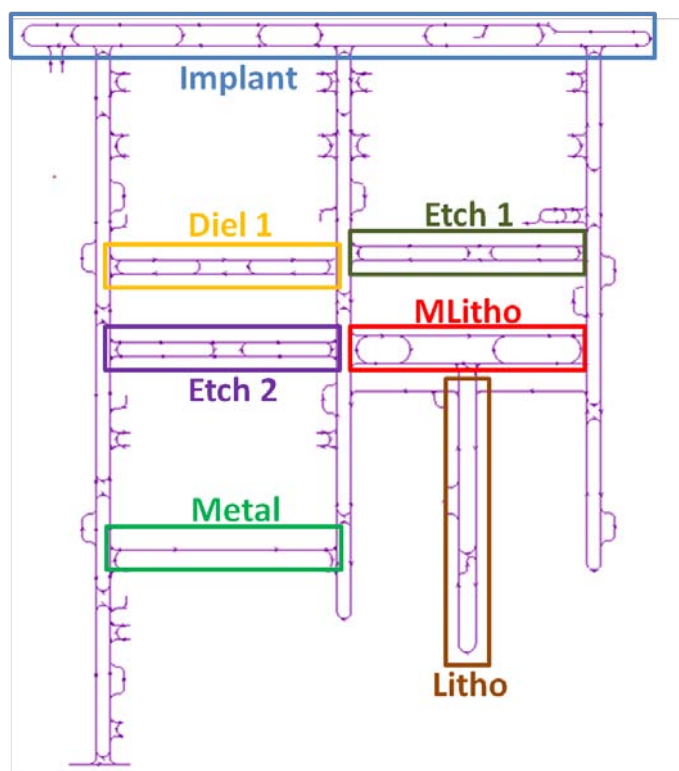 Implant
Diel 1
Etch 1
MLitho
Etch 2
Metal
Litho